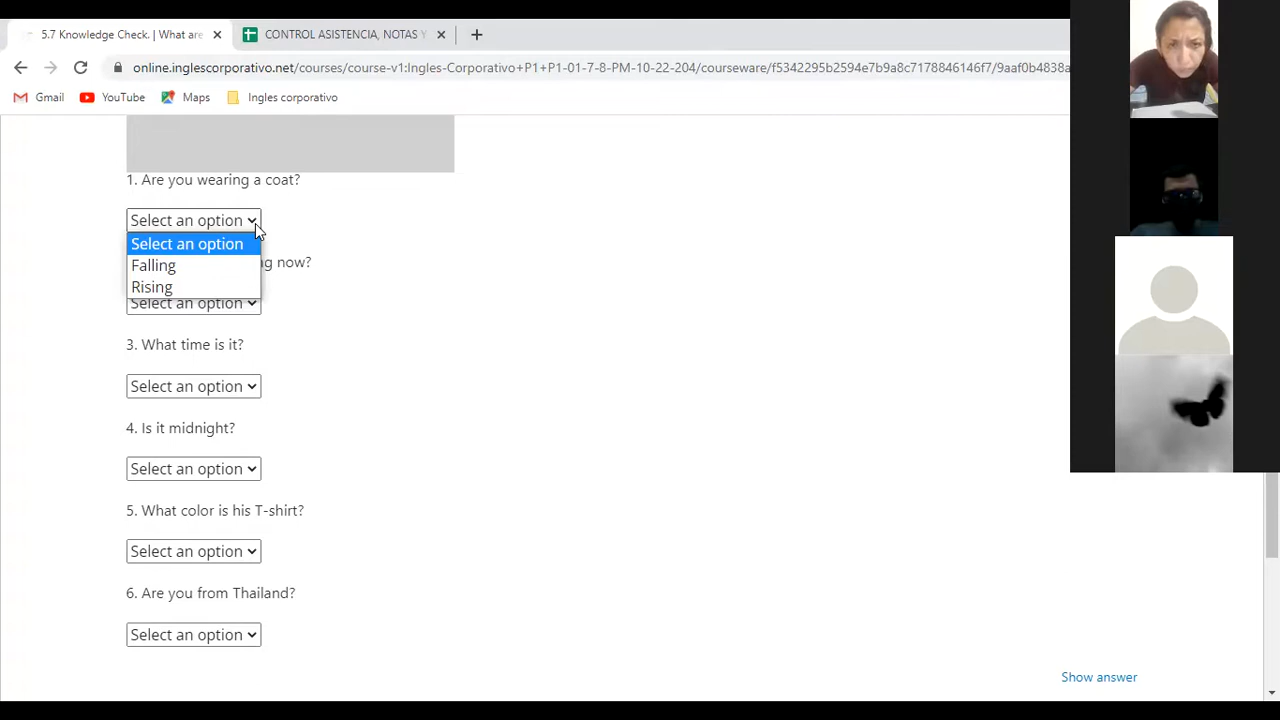 5.7 Knowledge Check. | What are
CONTROL ASISTENCIA, NOTAS Y
online.inglescorporativo.net/courses/course-v1:Ingles-Corporativo+P1+P1-01-7-8-PM-10-22-204/courseware/f5342295b2594e7b9a8c7178846146f7/9aaf0b4838a
Gmail
YouTube
Maps
Ingles corporativo
1. Are you wearing a coat?
Select an option
Select an option
Falling
Rising
ng now?
Select an option
3. What time is it?
Select an option
4. Is it midnight?
Select an option
5. What color is his T-shirt?
Select an option
6. Are you from Thailand?
Select an option
Show answer